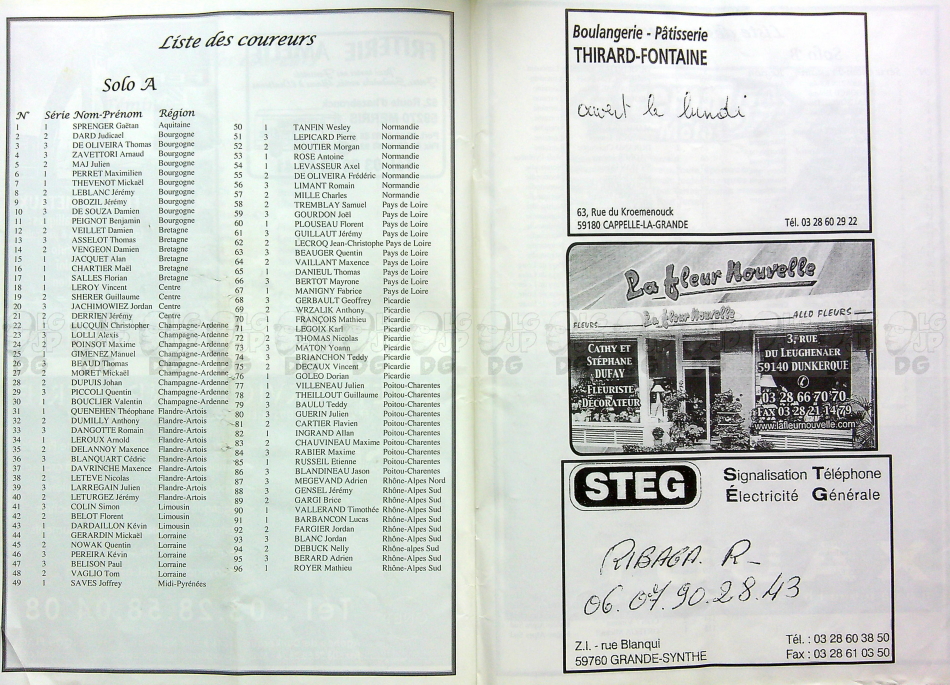 Liste des coureurs
Solo A
N° Série Nom-Prénom Région
1 1 SPRENGER Gaëtan Aquitaine
2 2 DARD Judicael Bourgogne
3 3 DE OLIVEIRA Thomas Bourgogne
4 3 ZAVETTORI Arnaud Bourgogne
5 2 MAJ Julien Bourgogne
6 1 PERRET Maximilien Bourgogne
7 1 THEVENOT Mickaël Bourgogne
8 2 LEBLANC Jérémy Bourgogne
9 3 OBOZIL Jérémy Bourgogne
10 3 DE SOUZA Damien Bourgogne
11 1 PEIGNOT Benjamin Bourgogne
12 2 VEILLET Damien Bretagne
13 3 ASSELOT Thomas Bretagne
14 2 VENGEON Damien Bretagne
15 1 JACQUET Alan Bretagne
16 1 CHARTIER Maël Bretagne
17 1 SALLES Florian Bretagne
18 1 LEROY Vincent Centre
19 2 SHERER Guillaume Centre
20 3 JACHIMOWIEZ Jordan Centre
21 2 DERRIEN Jérémy Centre
22 1 LUCQUIN Christopher Champagne-Ardenne
23 3 LOLLI Alexis Champagne-Ardenne
24 2 POINSOT Maxime Champagne-Ardenne
25 1 GIMENEZ Manuel Champagne-Ardenne
26 3 BEAUD Thomas Champagne-Ardenne
27 1 MORET Mickaël Champagne-Ardenne
28 2 DUPUIS Johan Champagne-Ardenne
29 3 PICCOLI Quentin Champagne-Ardenne
30 1 BOUCLIER Valentin Champagne-Ardenne
31 1 QUENEHEN Théophane Flandre-Artois
32 2 DUMILLY Anthony Flandre-Artois
33 3 DANGOTTE Romain Flandre-Artois
34 1 LEROUX Arnold Flandre-Artois
35 2 DELANNOY Maxence Flandre-Artois
36 3 BLANQUART Cédric Flandre-Artois
37 1 DAVRINCHE Maxence Flandre-Artois
38 2 LETEVE Nicolas Flandre-Artois
39 3 LARREGAIN Julien Flandre-Artois
40 2 LETURGEZ Jérémy Flandre-Artois
41 3 COLIN Simon Limousin
42 2 BELOT Florent Limousin
43 1 DARDAILLON Kévin Limousin
44 1 GERARDIN Mickaël Lorraine
45 2 NOWAK Quentin Lorraine
46 3 PEREIRA Kévin Lorraine
47 3 BELISON Paul Lorraine
48 2 VAGLIO Tom Lorraine
49 1 SAVES Joffrey Midi-Pyrénées
50 1 TANFIN Wesley Normandie
51 3 LEPICARD Pierre Normandie
52 2 MOUTIER Morgan Normandie
53 1 ROSE Antoine Normandie
54 1 LEVASSEUR Axel Normandie
55 2 DE OLIVEIRA Frédéric Normandie
56 3 LIMANT Romain Normandie
57 2 MILLE Charles Normandie
58 2 TREMBLAY Samuel Pays de Loire
59 3 GOURDON Joël Pays de Loire
60 1 PLOUSEAU Florent Pays de Loire
61 3 GUILLAUT Jérémy Pays de Loire
62 2 LECROQ Jean-Christophe Pays de Loire
63 3 BEAUGER Quentin Pays de Loire
64 2 VAILLANT Maxence Pays de Loire
65 1 DANIEUL Thomas Pays de Loire
66 3 BERTOT Mayrone Pays de Loire
67 1 MANIGNY Fabrice Pays de Loire
68 3 GERBAULT Geoffrey Picardie
69 2 WRZALIK Anthony Picardie
70 1 FRANÇOIS Mathieu Picardie
71 1 LEGOIX Karl Picardie
72 2 THOMAS Nicolas Picardie
73 2 MATON Yoann Picardie
74 3 BRIANCHON Teddy Picardie
75 2 DECAUX Vincent Picardie
76 1 GOLEO Dorian Picardie
77 1 VILLENEAU Julien Poitou-Charentes
78 2 THEILLOUT Guillaume Poitou-Charentes
79 3 BAULU Teddy Poitou-Charentes
80 3 GUERIN Julien Poitou-Charentes
81 2 CARTIER Flavien Poitou-Charentes
82 1 INGRAND Allan Poitou-Charentes
83 2 CHAUVINEAU Maxime Poitou-Charentes
84 3 RABIER Maxime Poitou-Charentes
85 1 RUSSEIL Etienne Poitou-Charentes
86 3 BLANDINEAU Jason Poitou-Charentes
87 3 MEGEVAND Adrien Rhône-Alpes Nord
88 3 GENSEL Jérémy Rhône-Alpes Sud
89 2 GARGI Brice Rhône-Alpes Sud
90 1 VALLERAND Timothée Rhône-Alpes Sud
91 1 BARBANCON Lucas Rhône-Alpes Sud
92 2 FARGIER Jordan Rhône-Alpes Sud
93 3 BLANC Jordan Rhône-Alpes Sud
94 2 DEBUCK Nelly Rhône-alpes Sud
95 3 BERARD Adrien Rhône-Alpes Sud
96 1 ROYER Mathieu Rhône-Alpes Sud
Boulangerie - Pâtisserie
THIRARD-FONTAINE
ouvert le lundi
63, Rue du Kroemenouck
59180 CAPPELLE-LA-GRANDE Tél. 03 28 60 29 22
La fleur Nouvelle
FLEURS La fleur Nouvelle ALLO FLEURS
CATHY ET
STÉPHANE
DUFAY
FLEURISTE
DÉCORATEUR
3, RUE
DU LEUGHENAER
59140 DUNKERQUE
03 28 66 70 70
FAX 03 28 21 14 79
www.lafleurnouvelle.com
STEG Signalisation Téléphone
Électricité Générale
RIBAGA. R_
06.07.90.28.43
Z.I. - rue Blanqui
59760 GRANDE-SYNTHE
Tél. : 03 28 60 38 50
Fax : 03 28 61 03 50